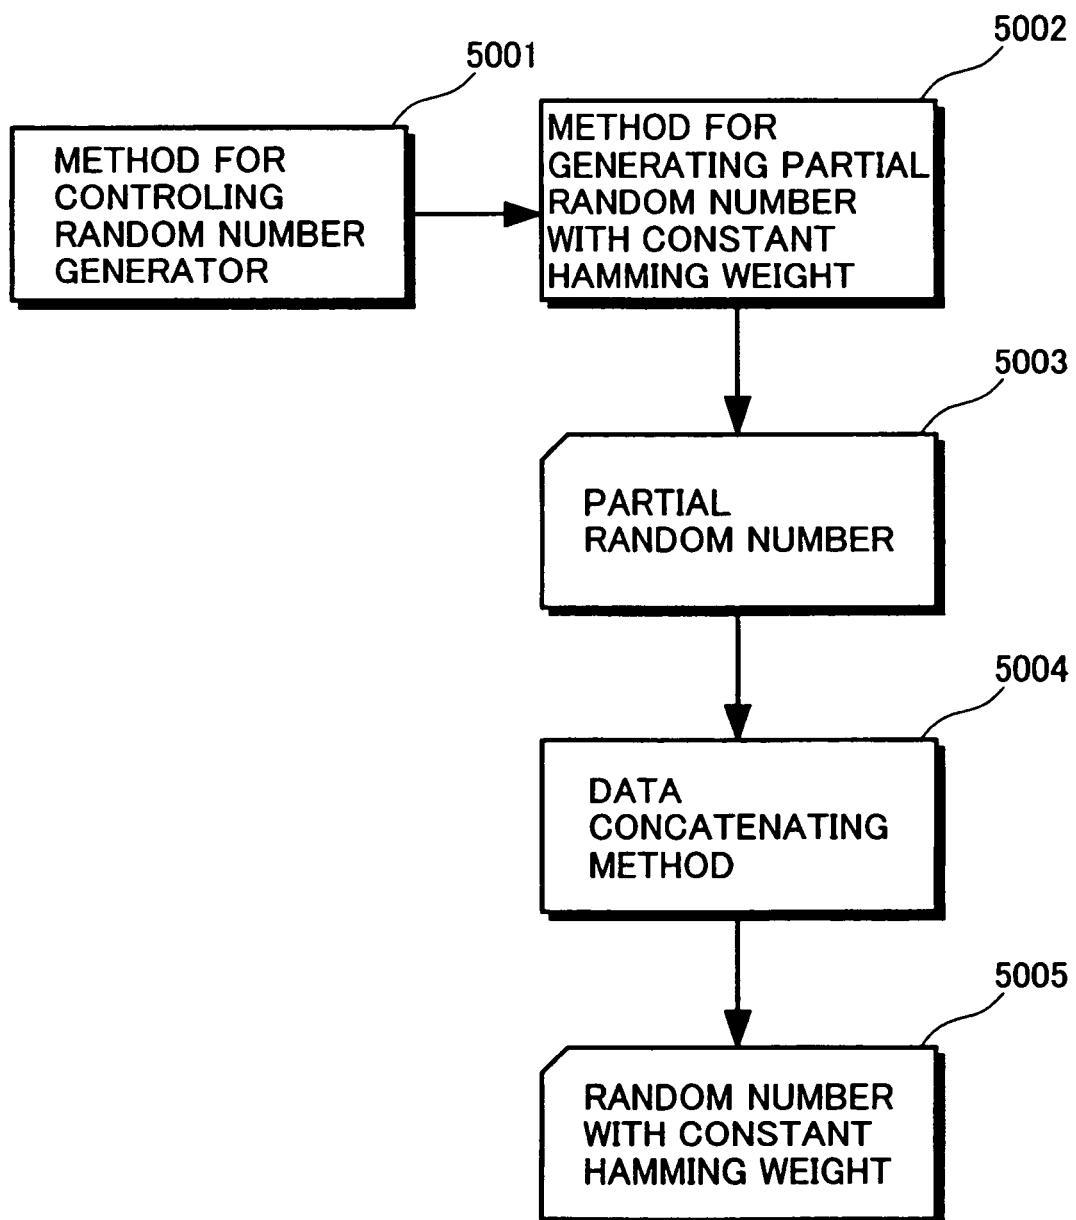 5001
METHOD FOR
CONTROLING
RANDOM NUMBER
GENERATOR
5002
METHOD FOR
GENERATING PARTIAL
RANDOM NUMBER
WITH CONSTANT
HAMMING WEIGHT
5003
PARTIAL
RANDOM NUMBER
5004
DATA
CONCATENATING
METHOD
5005
RANDOM NUMBER
WITH CONSTANT
HAMMING WEIGHT